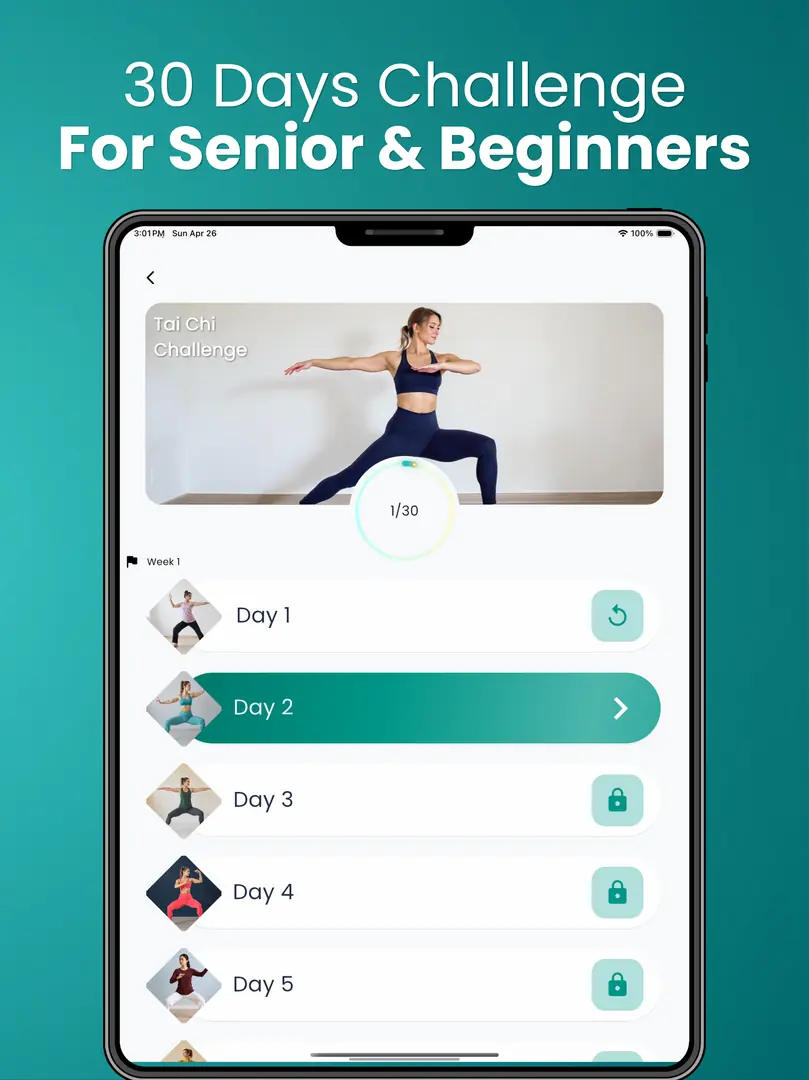 30 Days Challenge
For Senior & Beginners
3:01PM Sun Apr 26
100%
Tai Chi
Challenge
1/30
Week 1
Day 1
Day 2
Day 3
Day 4
Day 5